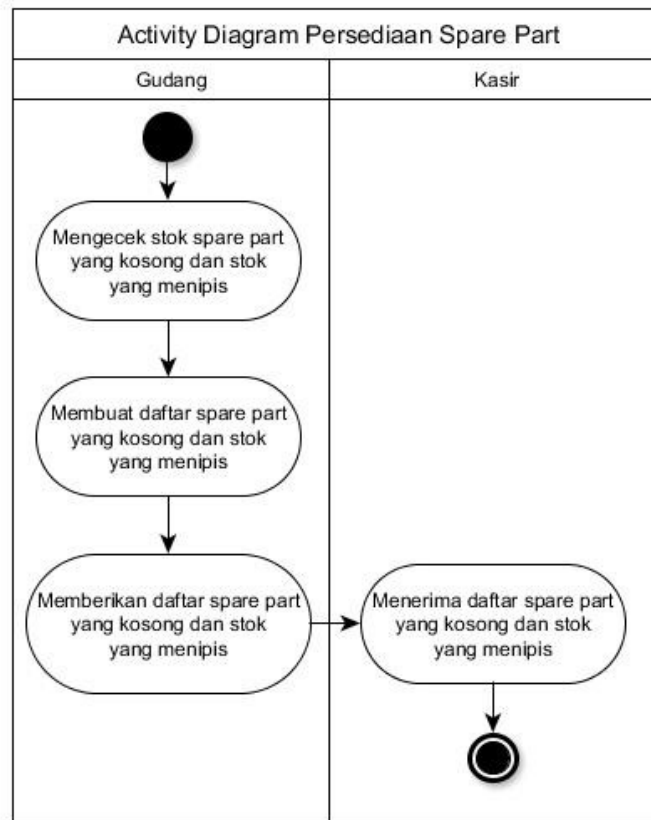 Activity Diagram Persediaan Spare Part
Gudang
Kasir
Mengecek stok spare part
yang kosong dan stok
yang menipis
Membuat daftar spare part
yang kosong dan stok
yang menipis
Memberikan daftar spare part
yang kosong dan stok
yang menipis
Menerima daftar spare part
yang kosong dan stok
yang menipis